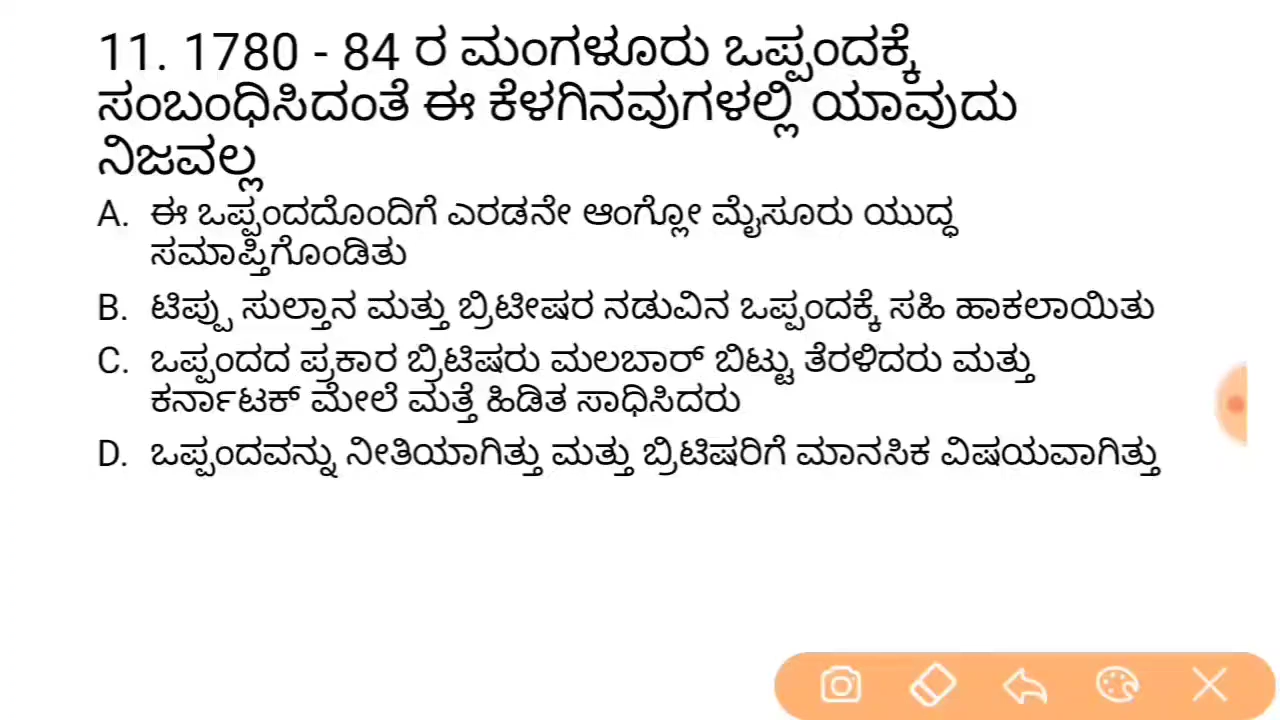 11. 1780 - 84 ರ ಮಂಗಳೂರು ಒಪ್ಪಂದಕ್ಕೆ
ಸಂಬಂಧಿಸಿದಂತೆ ಈ ಕೆಳಗಿನವುಗಳಲ್ಲಿ ಯಾವುದು
ನಿಜವಲ್ಲ
A. ಈ ಒಪ್ಪಂದದೊಂದಿಗೆ ಎರಡನೇ ಆಂಗ್ಲೋ ಮೈಸೂರು ಯುದ್ಧ
ಸಮಾಪ್ತಿಗೊಂಡಿತು
B. ಟಿಪ್ಪು ಸುಲ್ತಾನ ಮತ್ತು ಬ್ರಿಟೀಷರ ನಡುವಿನ ಒಪ್ಪಂದಕ್ಕೆ ಸಹಿ ಹಾಕಲಾಯಿತು
C. ಒಪ್ಪಂದದ ಪ್ರಕಾರ ಬ್ರಿಟಿಷರು ಮಲಬಾರ್ ಬಿಟ್ಟು ತೆರಳಿದರು ಮತ್ತು
ಕರ್ನಾಟಕ್ ಮೇಲೆ ಮತ್ತೆ ಹಿಡಿತ ಸಾಧಿಸಿದರು
D. ಒಪ್ಪಂದವನ್ನು ನೀತಿಯಾಗಿತ್ತು ಮತ್ತು ಬ್ರಿಟಿಷರಿಗೆ ಮಾನಸಿಕ ವಿಷಯವಾಗಿತ್ತು